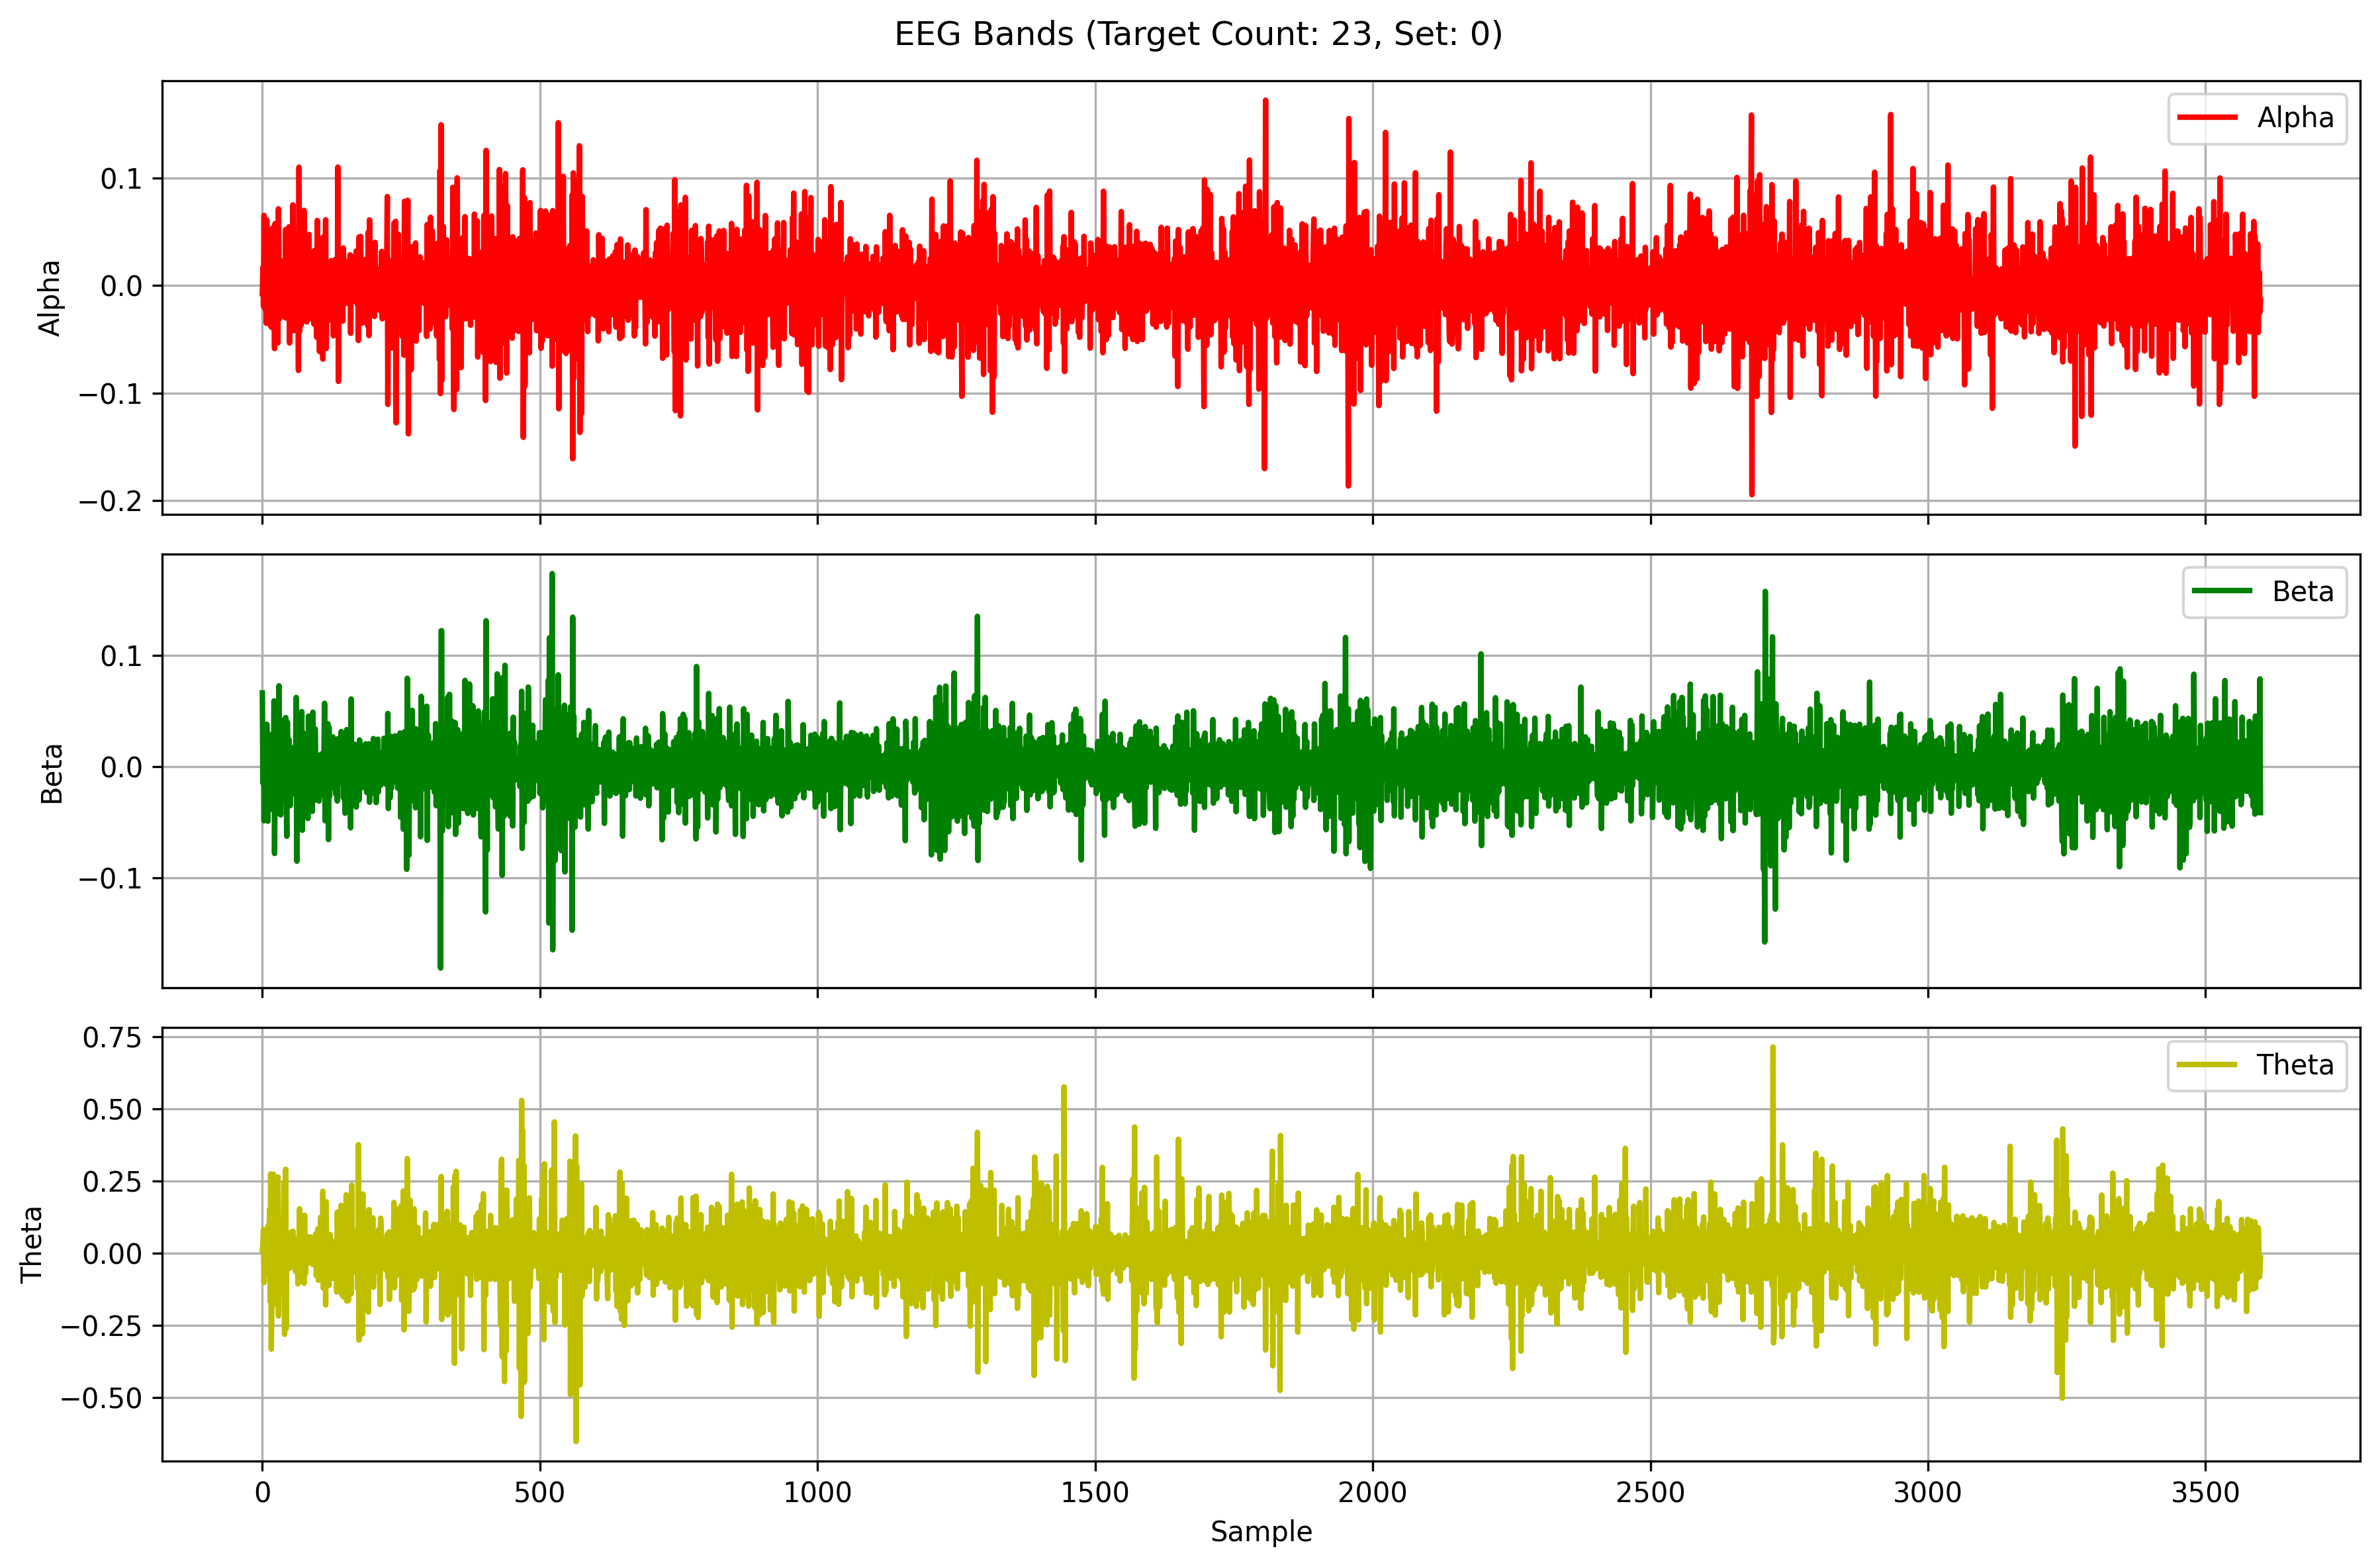 EEG Bands (Target Count: 23, Set: 0)
Alpha
0.1
0.0
−0.1
−0.2
Alpha
Beta
0.1
0.0
−0.1
Beta
Theta
0.75
0.50
0.25
0.00
−0.25
−0.50
Theta
0 500 1000 1500 2000 2500 3000 3500
Sample